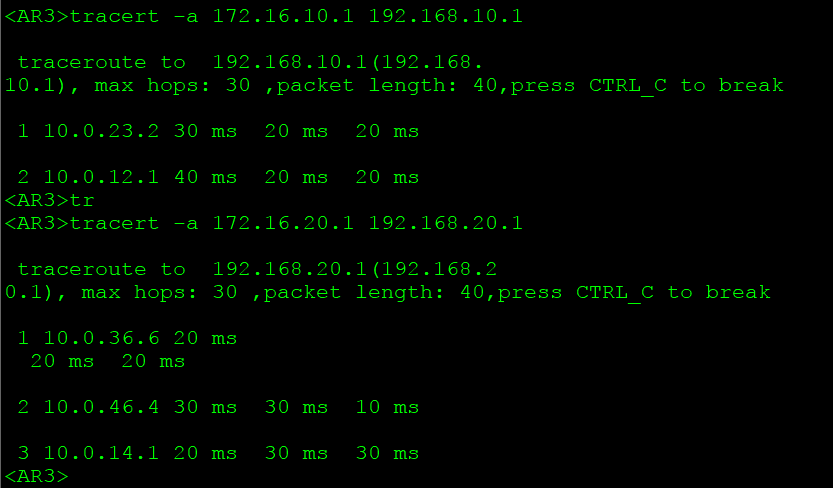 <AR3>tracert -a 172.16.10.1 192.168.10.1
traceroute to  192.168.10.1(192.168.
10.1), max hops: 30 ,packet length: 40,press CTRL_C to break
1 10.0.23.2 30 ms  20 ms  20 ms
2 10.0.12.1 40 ms  20 ms  20 ms
<AR3>tr
<AR3>tracert -a 172.16.20.1 192.168.20.1
traceroute to  192.168.20.1(192.168.2
0.1), max hops: 30 ,packet length: 40,press CTRL_C to break
1 10.0.36.6 20 ms
20 ms  20 ms
2 10.0.46.4 30 ms  30 ms  10 ms
3 10.0.14.1 20 ms  30 ms  30 ms
<AR3>